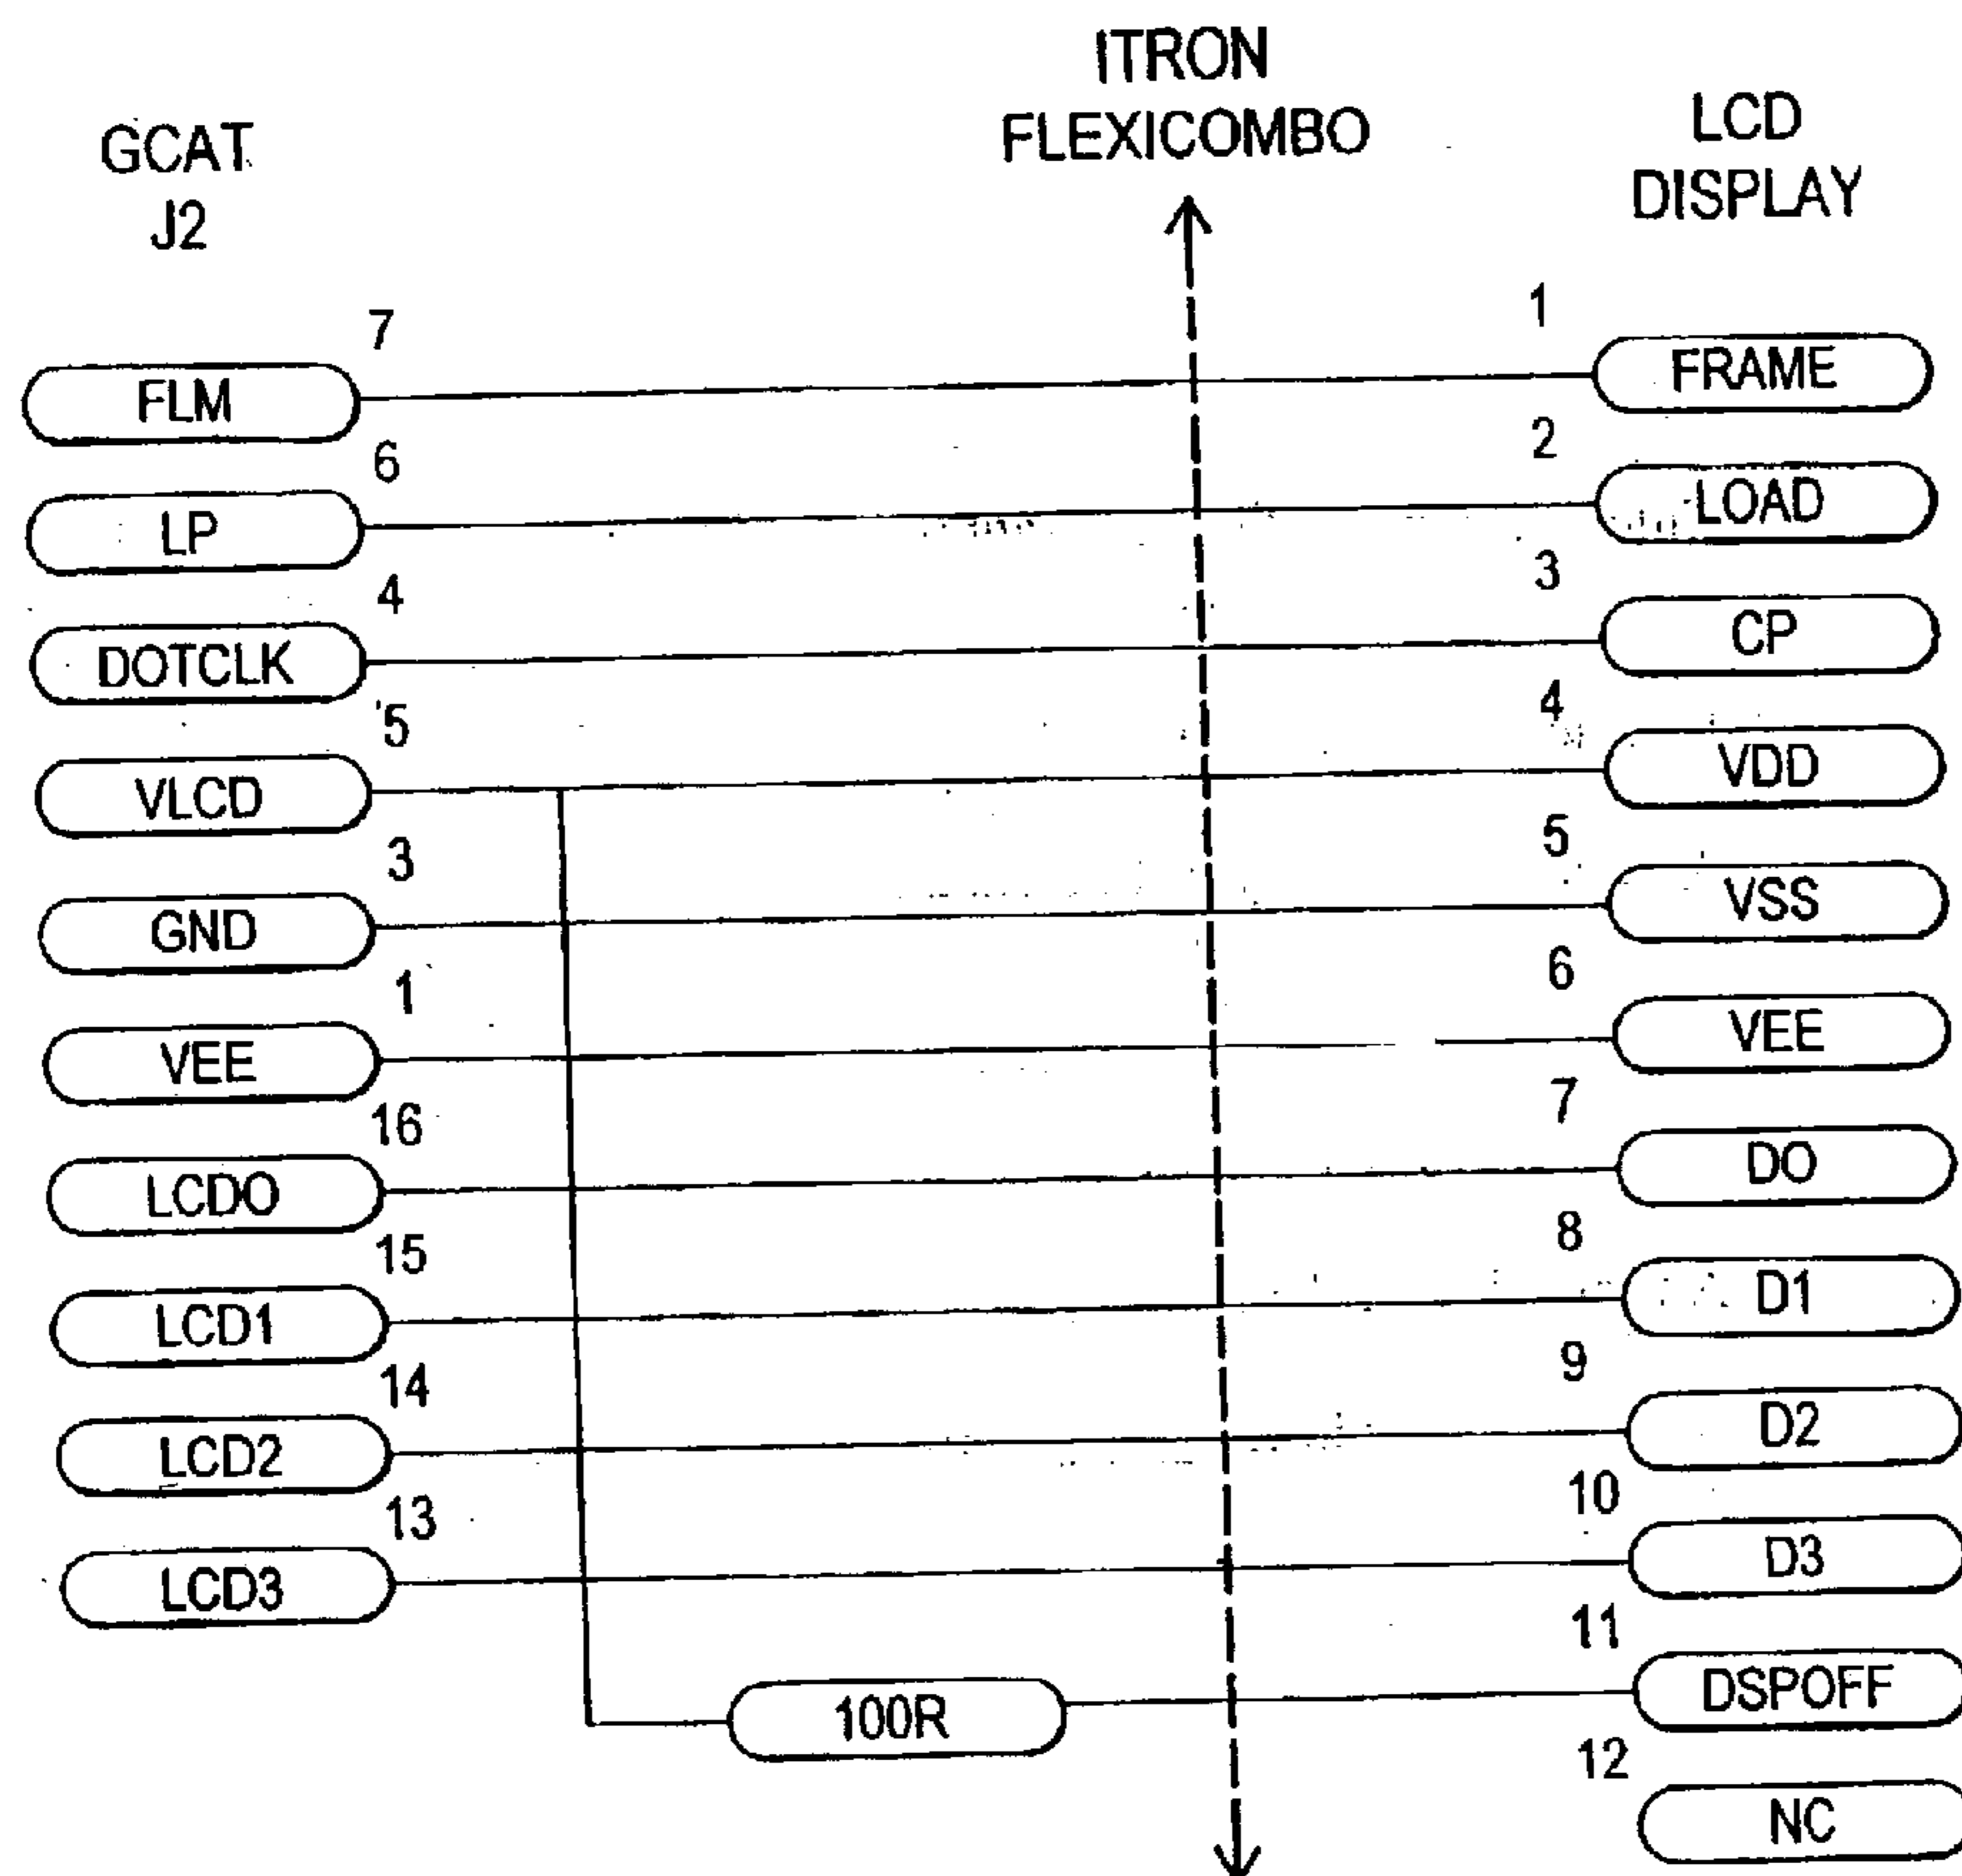 ITRON
FLEXICOMBO
GCAT
J2
LCD
DISPLAY
7
1
FLM
FRAME
6
2
LP
LOAD
4
3
DOTCLK
CP
5
4
VLCD
VDD
3
5
GND
VSS
1
6
VEE
VEE
16
7
LCDO
DO
15
8
LCD1
D1
14
9
LCD2
D2
13
10
LCD3
D3
11
100R
DSPOFF
12
NC